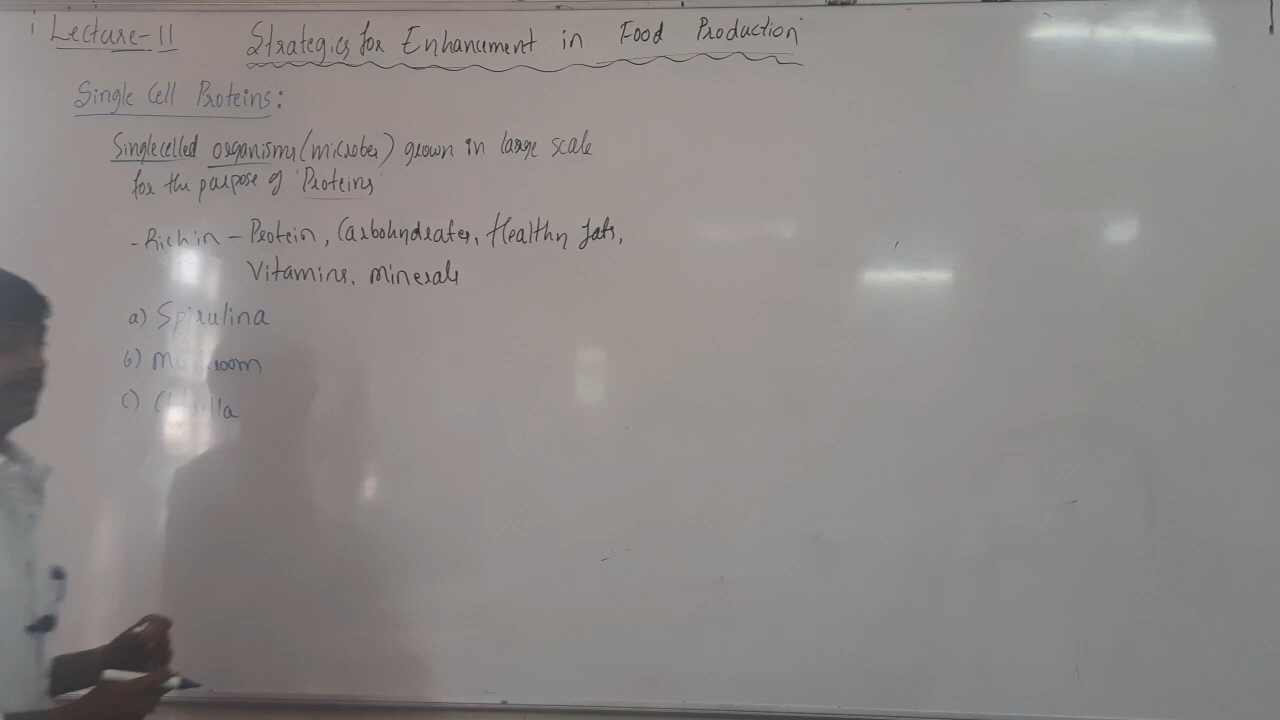 Lecture-11
Strategies for Enhancement in Food Production
Single Cell Proteins:
Singlecelled organisms (microbes) grown in large scale
for the purpose of Proteins
- Rich in - Protein, Carbohydrates, Healthy fats,
Vitamins, Minerals
a) Spirulina
b)
c)